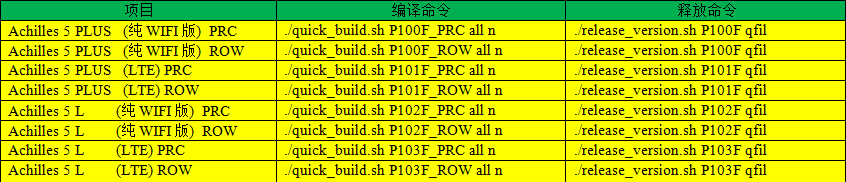 项目 编译命令 释放命令
Achilles 5 PLUS (纯 WIFI 版) PRC ./quick_build.sh P100F_PRC all n ./release_version.sh P100F qfil
Achilles 5 PLUS (纯 WIFI 版) ROW ./quick_build.sh P100F_ROW all n ./release_version.sh P100F qfil
Achilles 5 PLUS (LTE) PRC ./quick_build.sh P101F_PRC all n ./release_version.sh P101F qfil
Achilles 5 PLUS (LTE) ROW ./quick_build.sh P101F_ROW all n ./release_version.sh P101F qfil
Achilles 5 L (纯 WIFI 版) PRC ./quick_build.sh P102F_PRC all n ./release_version.sh P102F qfil
Achilles 5 L (纯 WIFI 版) ROW ./quick_build.sh P102F_ROW all n ./release_version.sh P102F qfil
Achilles 5 L (LTE) PRC ./quick_build.sh P103F_PRC all n ./release_version.sh P103F qfil
Achilles 5 L (LTE) ROW ./quick_build.sh P103F_ROW all n ./release_version.sh P103F qfil